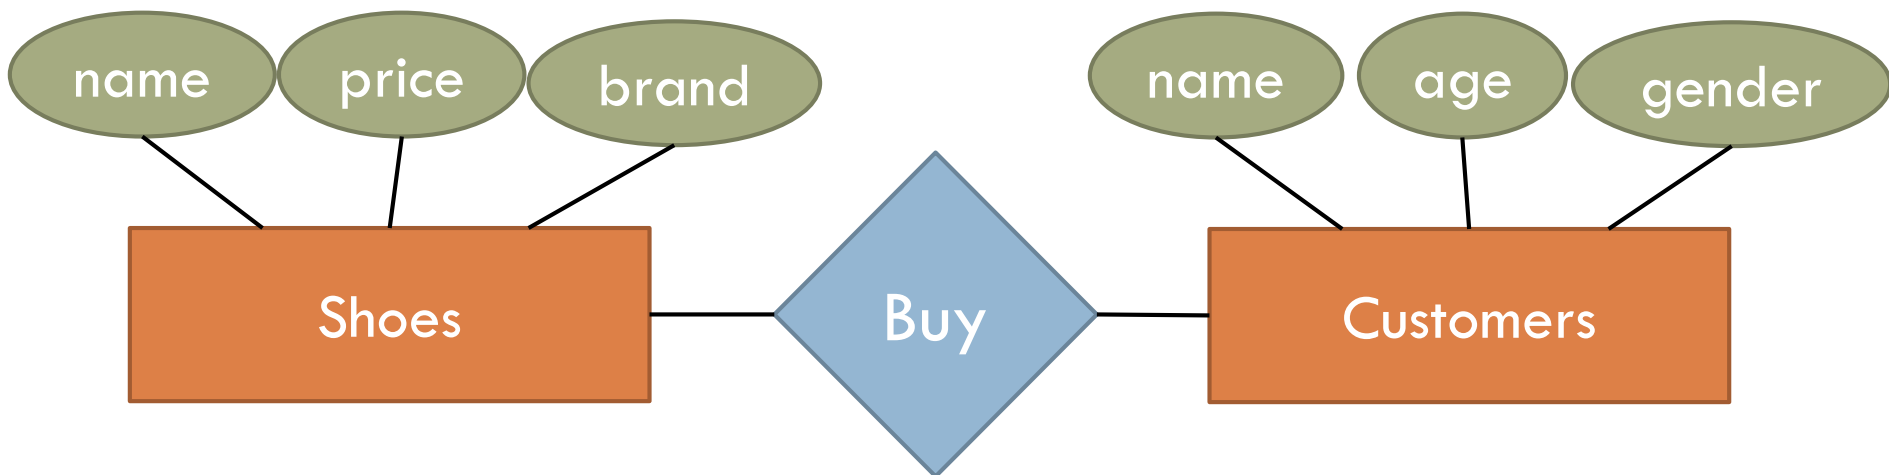 name
price
brand
name
age
gender
Shoes
Buy
Customers